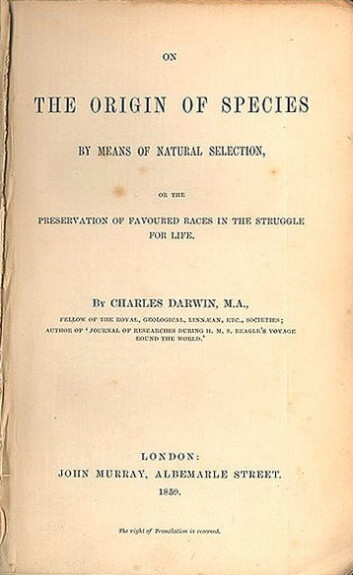 ON
THE ORIGIN OF SPECIES
BY MEANS OF NATURAL SELECTION,
OR THE
PRESERVATION OF FAVOURED RACES IN THE STRUGGLE
FOR LIFE.
BY CHARLES DARWIN, M.A.,
FELLOW OF THE ROYAL, GEOLOGICAL, LINNÆAN, ETC., SOCIETIES;
AUTHOR OF 'JOURNAL OF RESEARCHES DURING H. M. S. BEAGLE'S VOYAGE
ROUND THE WORLD.'
LONDON:
JOHN MURRAY, ALBEMARLE STREET.
1859.
The right of Translation is reserved.